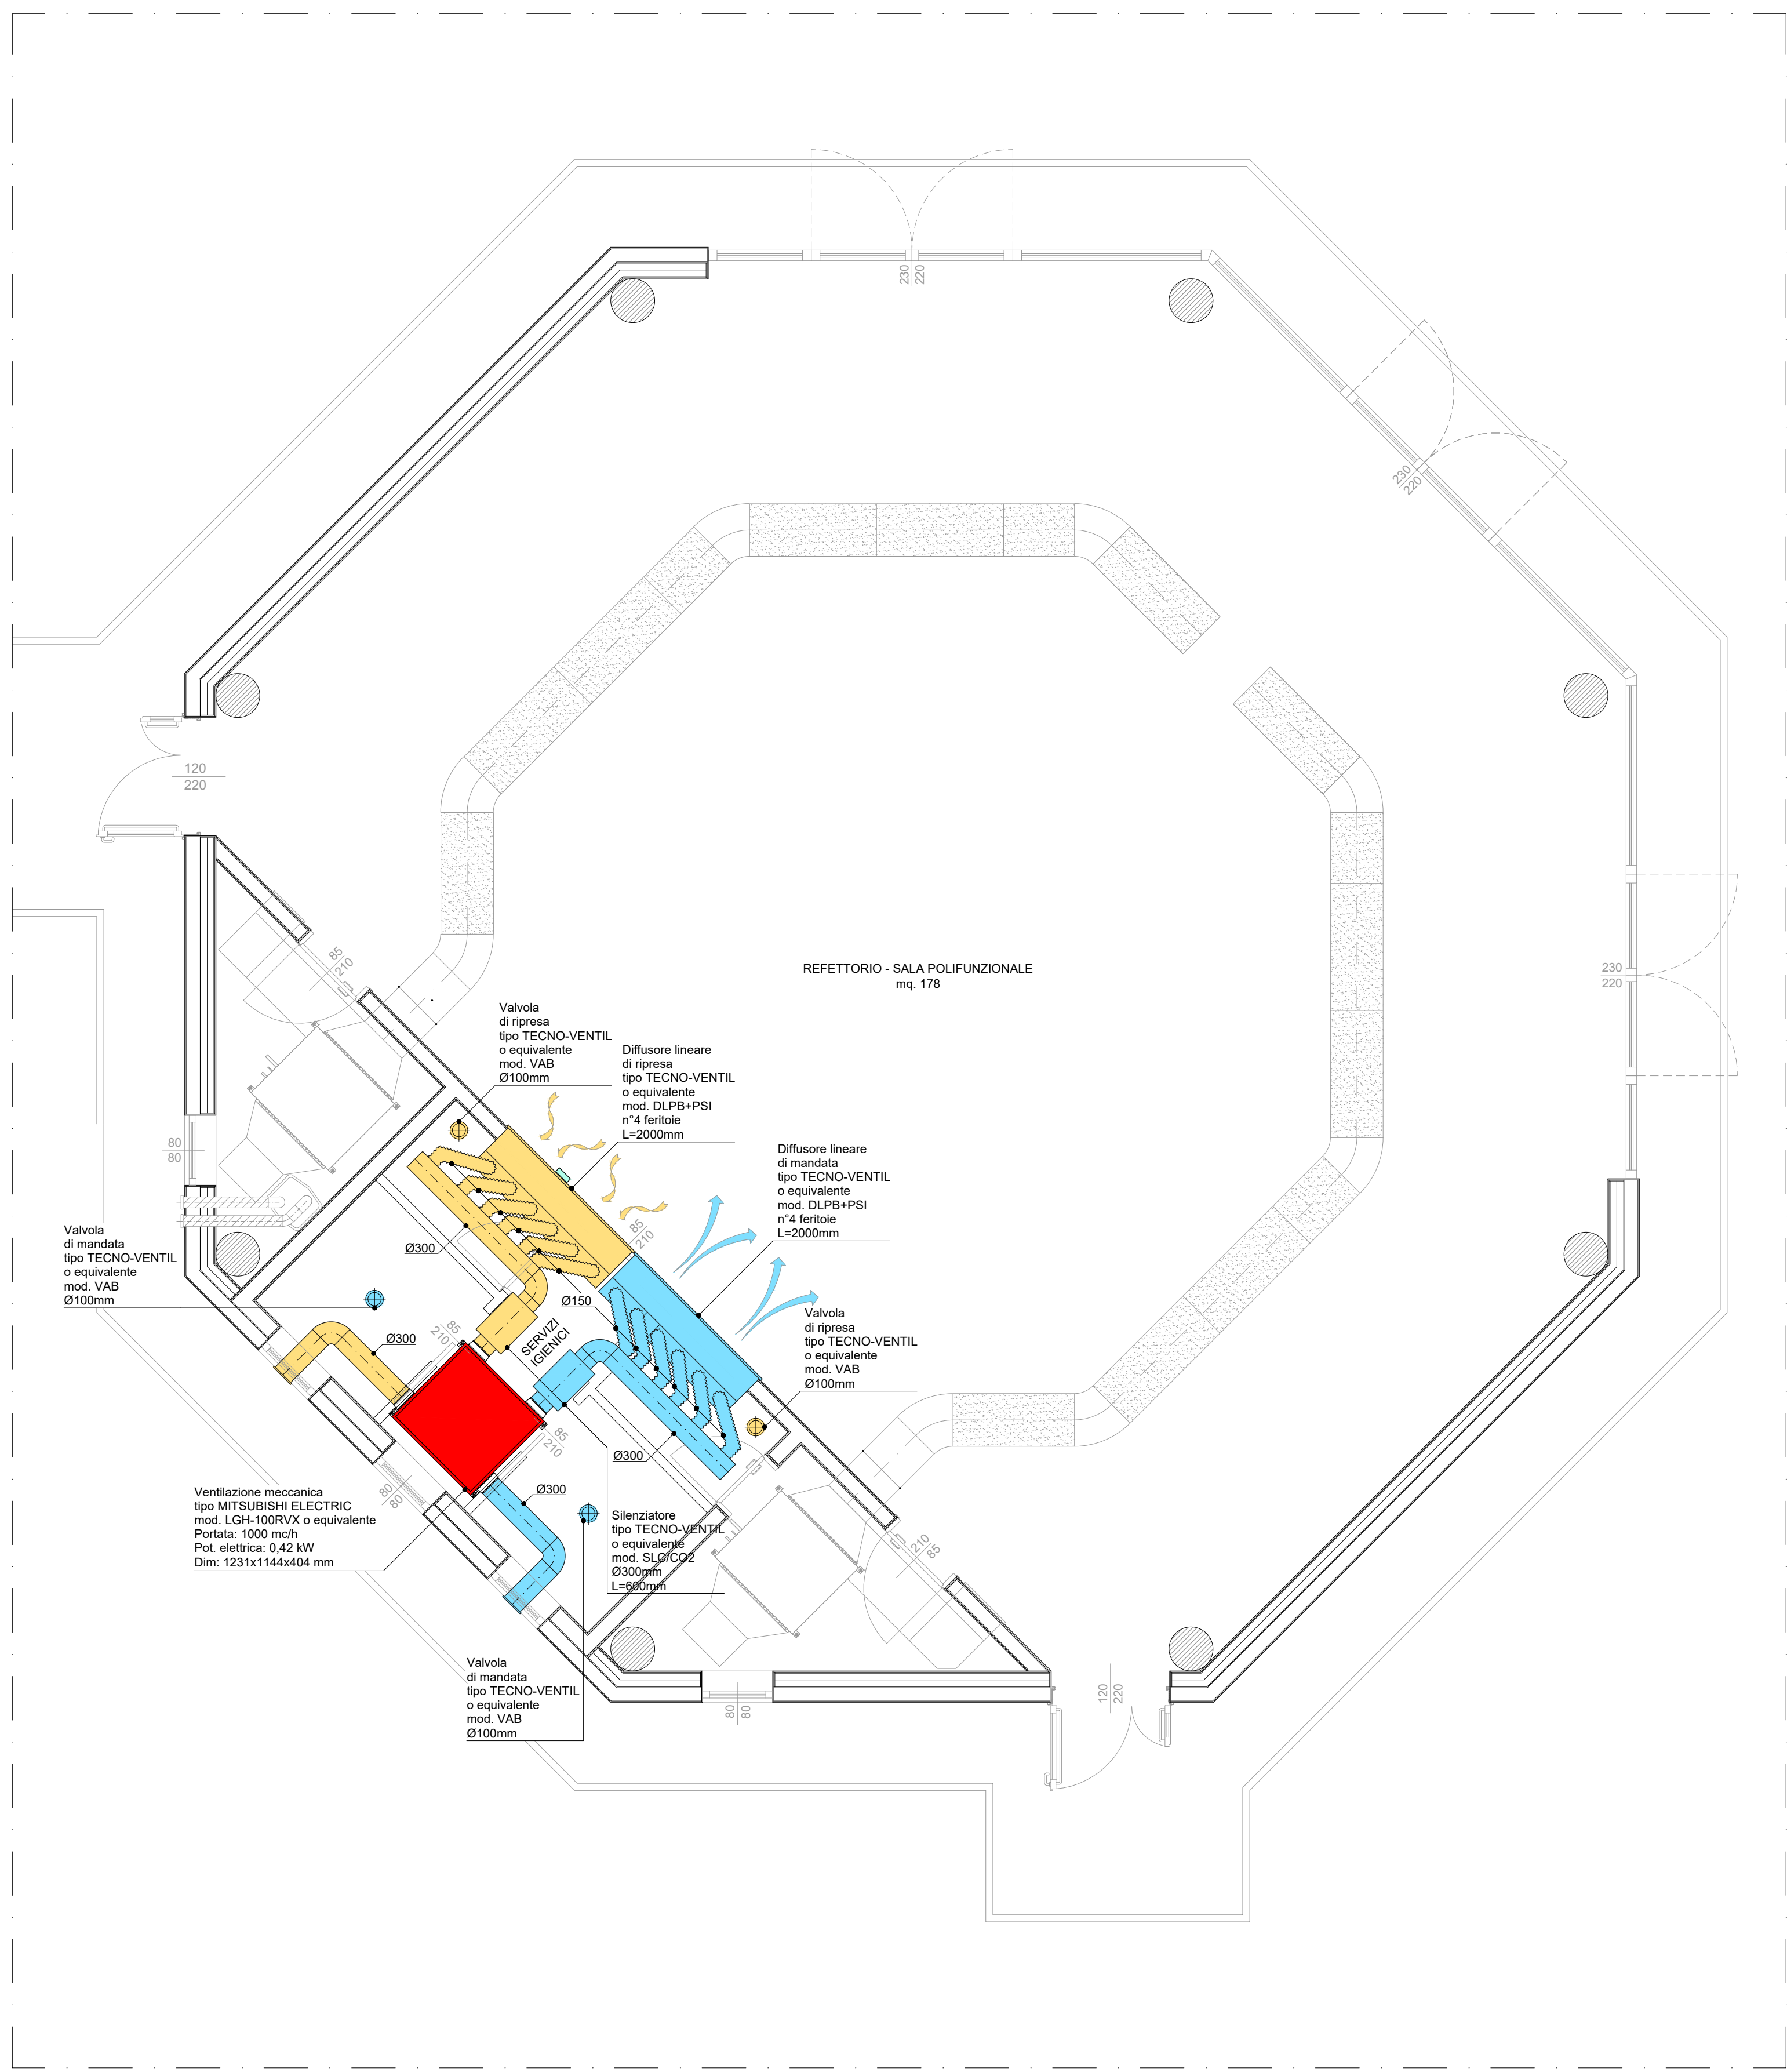 230
220
230
220
120
220
REFETTORIO - SALA POLIFUNZIONALE
mq. 178
230
220
85
210
Valvola
di ripresa
tipo TECNO-VENTIL
o equivalente
mod. VAB
Ø100mm
Diffusore lineare
di ripresa
tipo TECNO-VENTIL
o equivalente
mod. DLPB+PSI
n°4 feritoie
L=2000mm
80
80
Diffusore lineare
di mandata
tipo TECNO-VENTIL
o equivalente
mod. DLPB+PSI
n°4 feritoie
L=2000mm
Valvola
di mandata
tipo TECNO-VENTIL
o equivalente
mod. VAB
Ø100mm
85
210
Ø300
Ø150
Ø300
85
210
SERVIZI
IGIENICI
Valvola
di ripresa
tipo TECNO-VENTIL
o equivalente
mod. VAB
Ø100mm
85
210
Ø300
Ø300
80
80
Ventilazione meccanica
tipo MITSUBISHI ELECTRIC
mod. LGH-100RVX o equivalente
Portata: 1000 mc/h
Pot. elettrica: 0,42 kW
Dim: 1231x1144x404 mm
Silenziatore
tipo TECNO-VENTIL
o equivalente
mod. SLC/CO2
Ø300mm
L=600mm
210
85
Valvola
di mandata
tipo TECNO-VENTIL
o equivalente
mod. VAB
Ø100mm
80
80
120
220